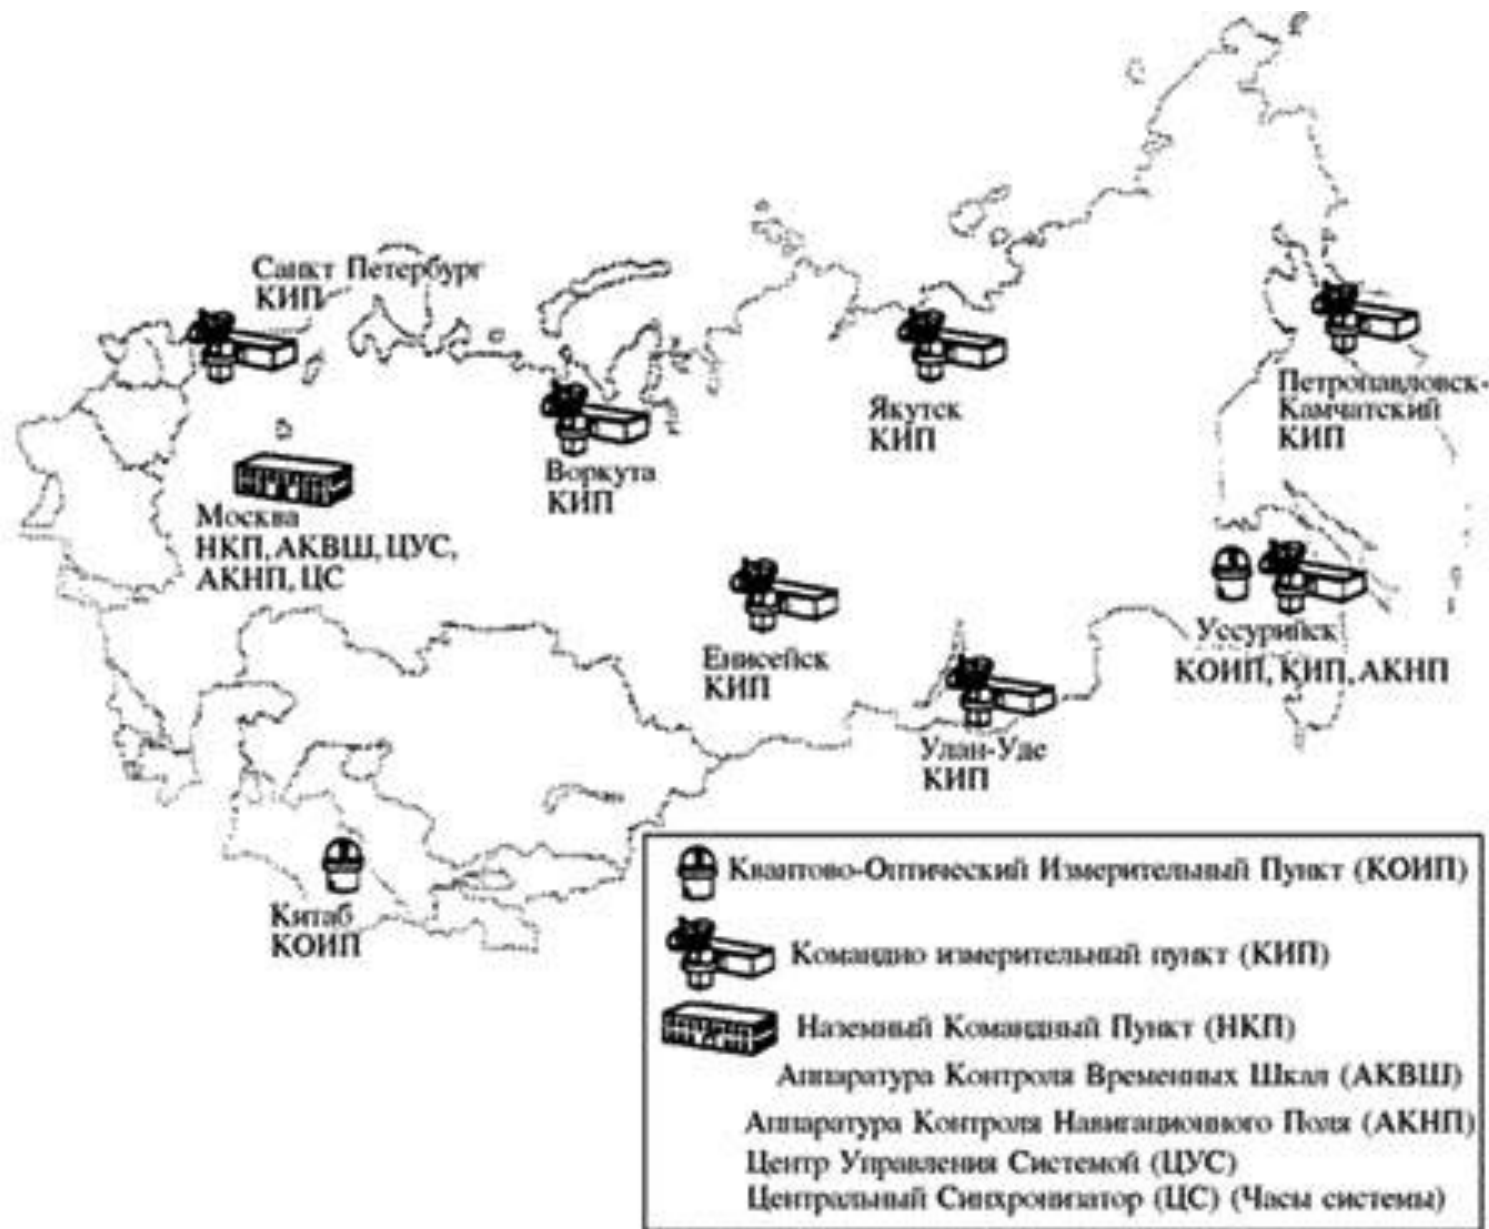 Санкт Петербург
КИП
Петропавловск-
Камчатский
КИП
Якутск
КИП
Воркута
КИП
Москва
НКП, АКВШ, ЦУС,
АКНП, ЦС
Енисейск
КИП
Уссурийск
КОИП, КИП, АКНП
Улан-Уде
КИП
Китаб
КОИП
Квантово-Оптический Измерительный Пункт (КОИП)
Командно измерительный пункт (КИП)
Наземный Командный Пункт (НКП)
Аппаратура Контроля Временных Шкал (АКВШ)
Аппаратура Контроля Навигационного Поля (АКНП)
Центр Управления Системой (ЦУС)
Центральный Синхронизатор (ЦС) (Часы системы)